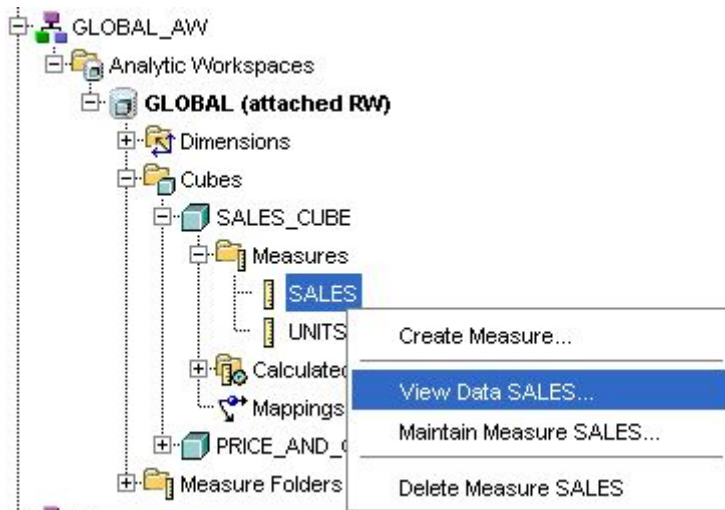 GLOBAL_AW
Analytic Workspaces
GLOBAL (attached RW)
Dimensions
Cubes
SALES_CUBE
Measures
SALES
UNITS
Create Measure...
Calculated
View Data SALES...
Mappings
Maintain Measure SALES...
PRICE_AND_
Measure Folders
Delete Measure SALES